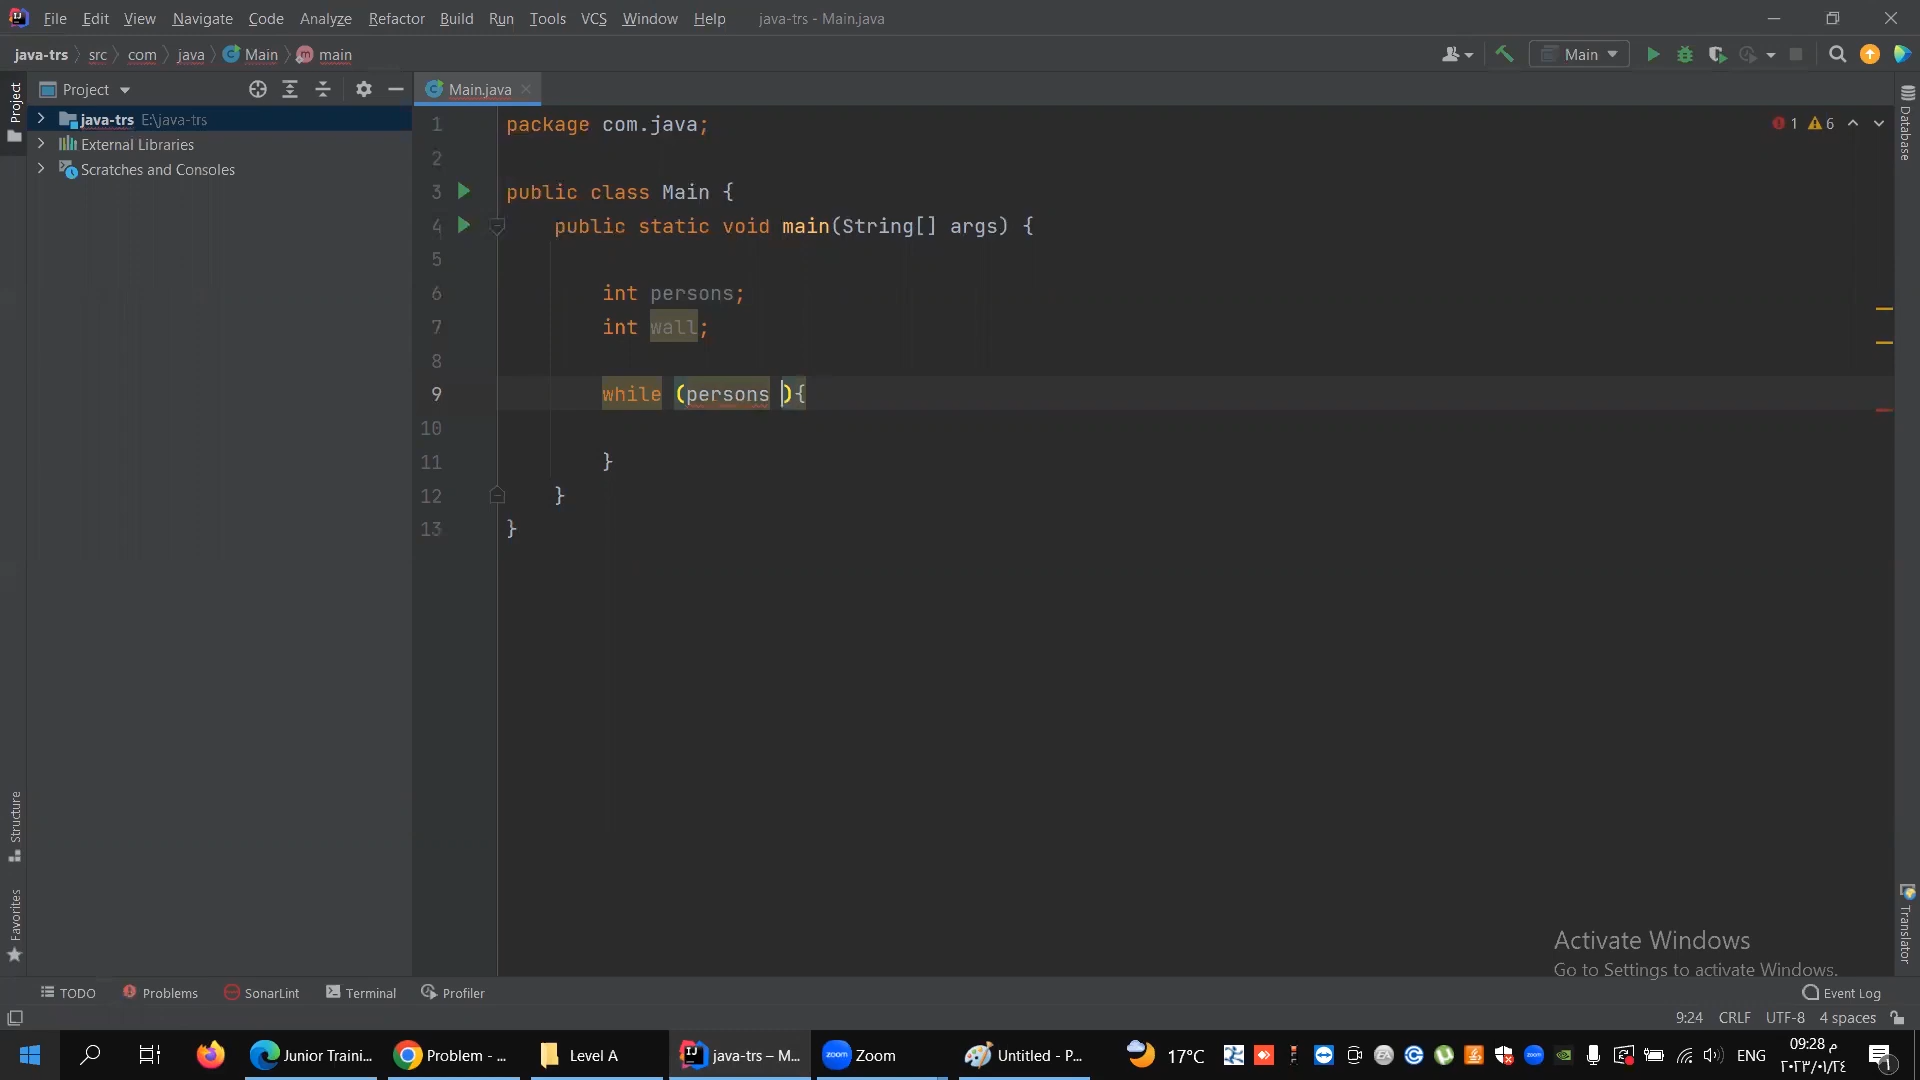 File Edit View Navigate Code Analyze Refactor Build Run Tools VCS Window Help java-trs - Main.java
java-trs src com java Main main
Main
Project
Main.java
Project
java-trs E:\java-trs
External Libraries
Scratches and Consoles
1 package com.java;
2
3 public class Main {
4 public static void main(String[] args) {
5
6 int persons;
7 int wall;
8
9 while (persons ){
10
11 }
12 }
13 }
1 6
Database
Translator
Structure
Favorites
Activate Windows
Go to Settings to activate Windows.
TODO Problems SonarLint Terminal Profiler Event Log
9:24 CRLF UTF-8 4 spaces
Junior Traini... Problem - ... Level A java-trs – M... Zoom Untitled - P... 17°C ENG
09:28 م
٢٠٢٣/٠١/٢٤
1